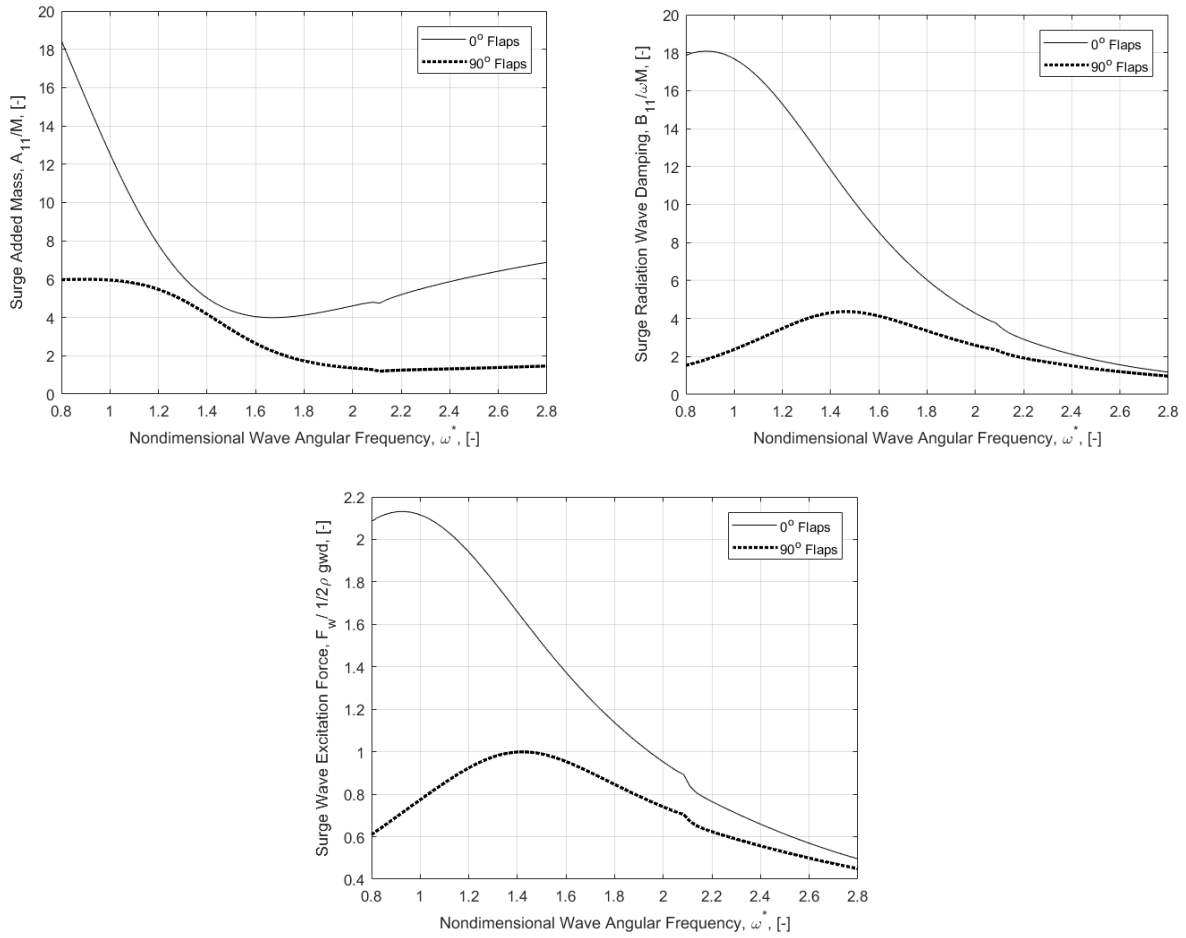 Surge Added Mass, A11/M, [-]
20
18
16
14
12
10
8
6
4
2
0
0° Flaps
90° Flaps
0.8 1 1.2 1.4 1.6 1.8 2 2.2 2.4 2.6 2.8
Nondimensional Wave Angular Frequency, ω*, [-]
Surge Radiation Wave Damping, B11/ωM, [-]
20
18
16
14
12
10
8
6
4
2
0
0° Flaps
90° Flaps
0.8 1 1.2 1.4 1.6 1.8 2 2.2 2.4 2.6 2.8
Nondimensional Wave Angular Frequency, ω*, [-]
Surge Wave Excitation Force, Fw/ 1/2ρ gwd, [-]
2.2
2
1.8
1.6
1.4
1.2
1
0.8
0.6
0.4
0° Flaps
90° Flaps
0.8 1 1.2 1.4 1.6 1.8 2 2.2 2.4 2.6 2.8
Nondimensional Wave Angular Frequency, ω*, [-]